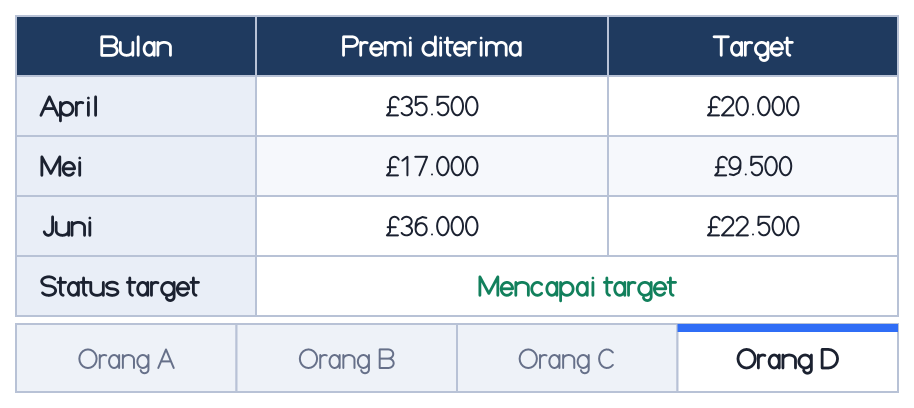 Bulan Premi diterima Target
April £35.500 £20.000
Mei £17.000 £9.500
Juni £36.000 £22.500
Status target Mencapai target
Orang A Orang B Orang C Orang D